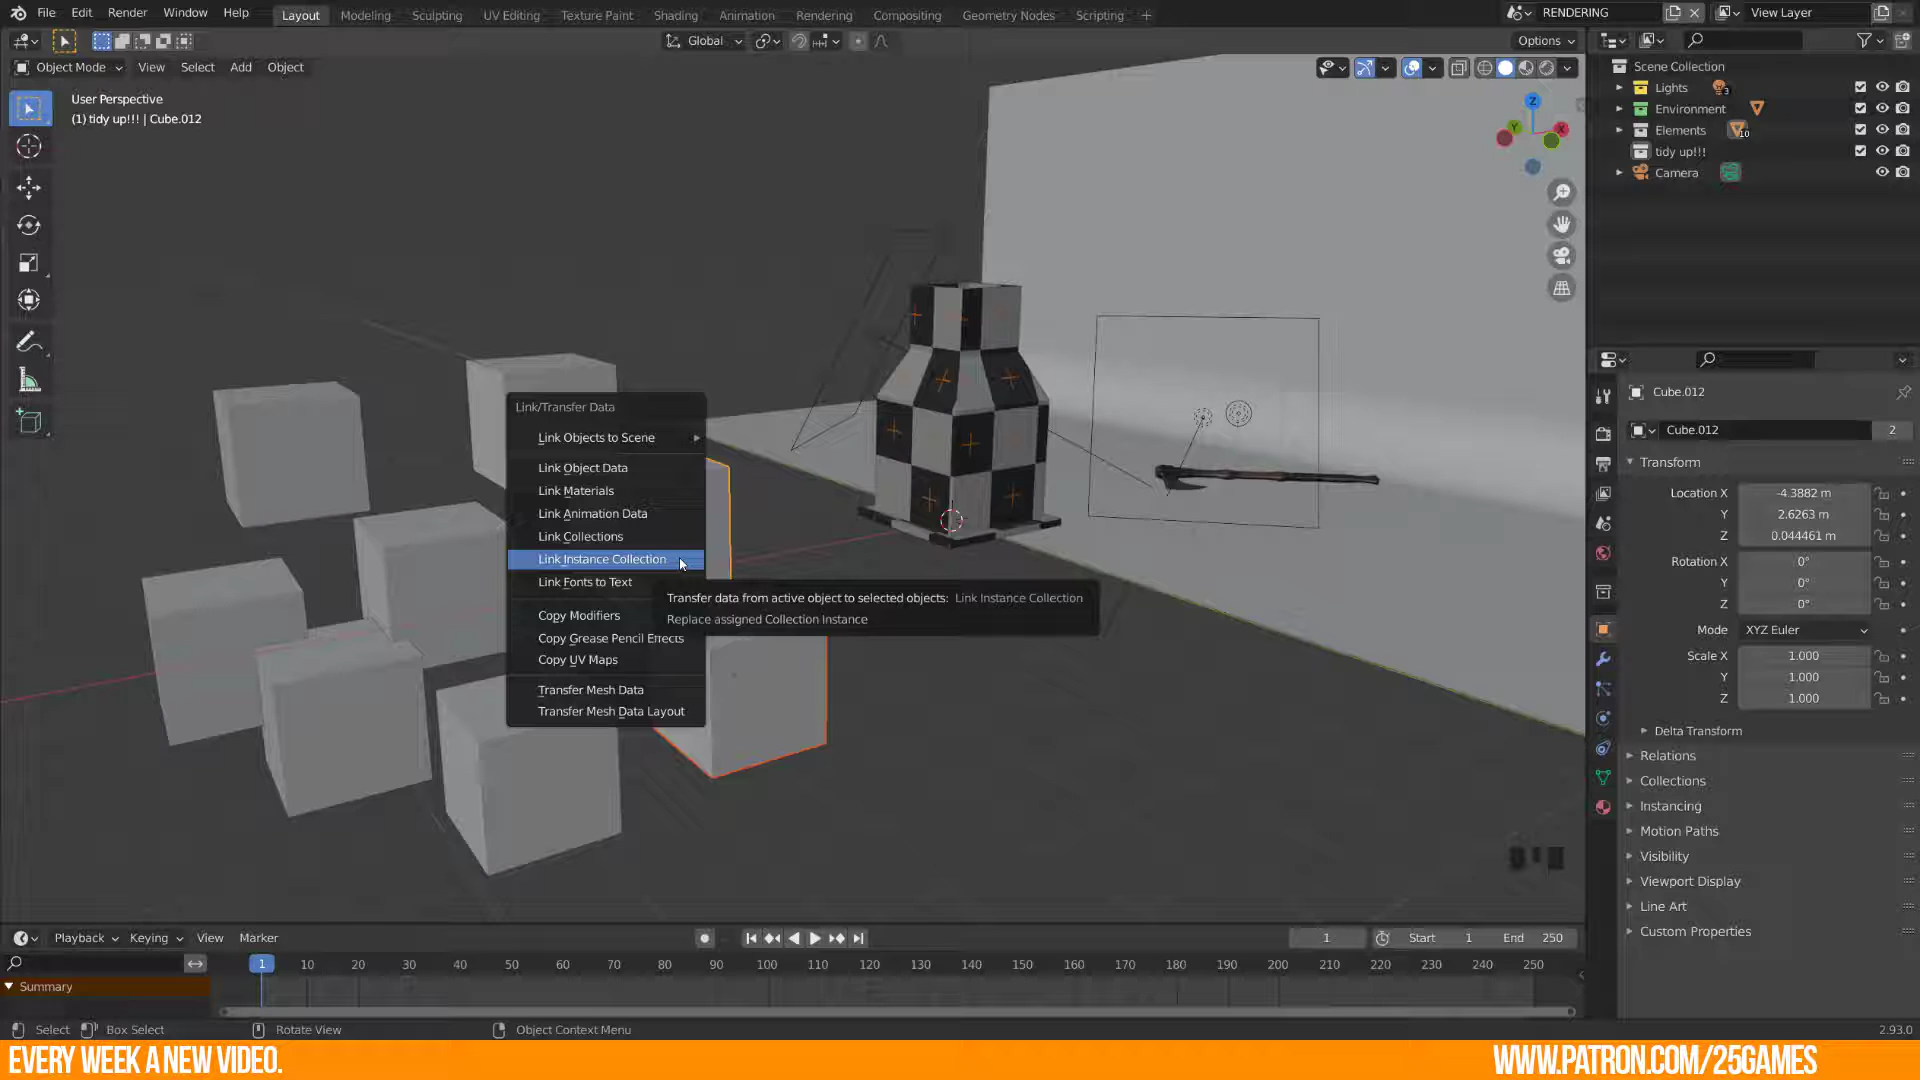 File Edit Render Window Help Layout Modeling Sculpting UV Editing Texture Paint Shading Animation Rendering Compositing Geometry Nodes Scripting + RENDERING View Layer
Global Options
Object Mode View Select Add Object
User Perspective
(1) tidy up!!! | Cube.012
Z
Y
X
Scene Collection
Lights 3
Environment
Elements 10
tidy up!!!
Camera
Link/Transfer Data
Link Objects to Scene
Link Object Data
Link Materials
Link Animation Data
Link Collections
Link Instance Collection
Link Fonts to Text
Copy Modifiers
Copy Grease Pencil Effects
Copy UV Maps
Transfer Mesh Data
Transfer Mesh Data Layout
Transfer data from active object to selected objects: Link Instance Collection
Replace assigned Collection Instance
Cube.012
Cube.012 2
Transform
Location X -4.3882 m
Y 2.6263 m
Z 0.044461 m
Rotation X 0°
Y 0°
Z 0°
Mode XYZ Euler
Scale X 1.000
Y 1.000
Z 1.000
Delta Transform
Relations
Collections
Instancing
Motion Paths
Visibility
Viewport Display
Line Art
Custom Properties
Playback Keying View Marker 1 Start 1 End 250
1 10 20 30 40 50 60 70 80 90 100 110 120 130 140 150 160 170 180 190 200 210 220 230 240 250
Summary
Select Box Select Rotate View Object Context Menu 2.93.0
EVERY WEEK A NEW VIDEO. WWW.PATRON.COM/25GAMES